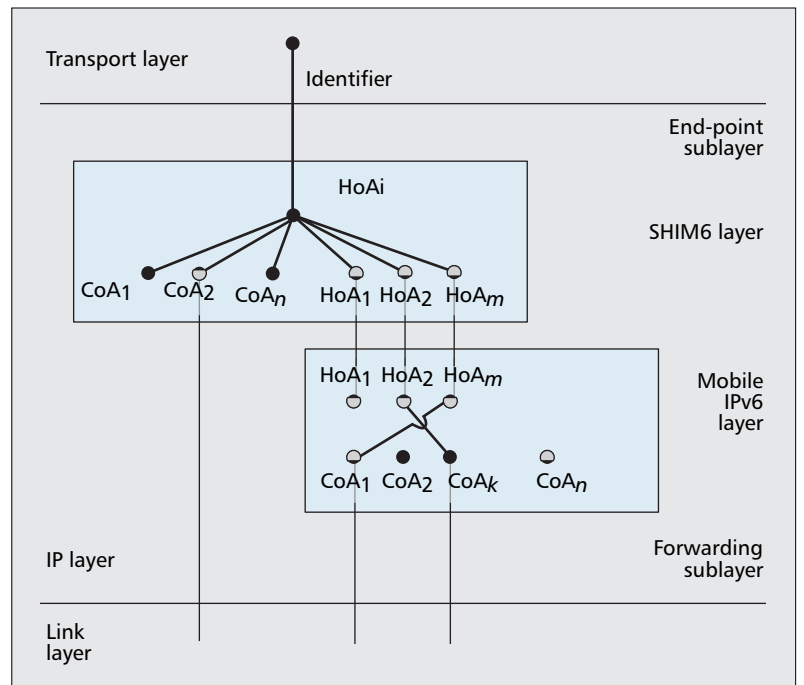 Transport layer
Identifier
End-point
sublayer
HoAi
SHIM6 layer
CoA1 CoA2 CoAn HoA1 HoA2 HoAm
HoA1 HoA2 HoAm
Mobile
IPv6
layer
CoA1 CoA2 CoAk CoAn
IP layer
Forwarding
sublayer
Link
layer